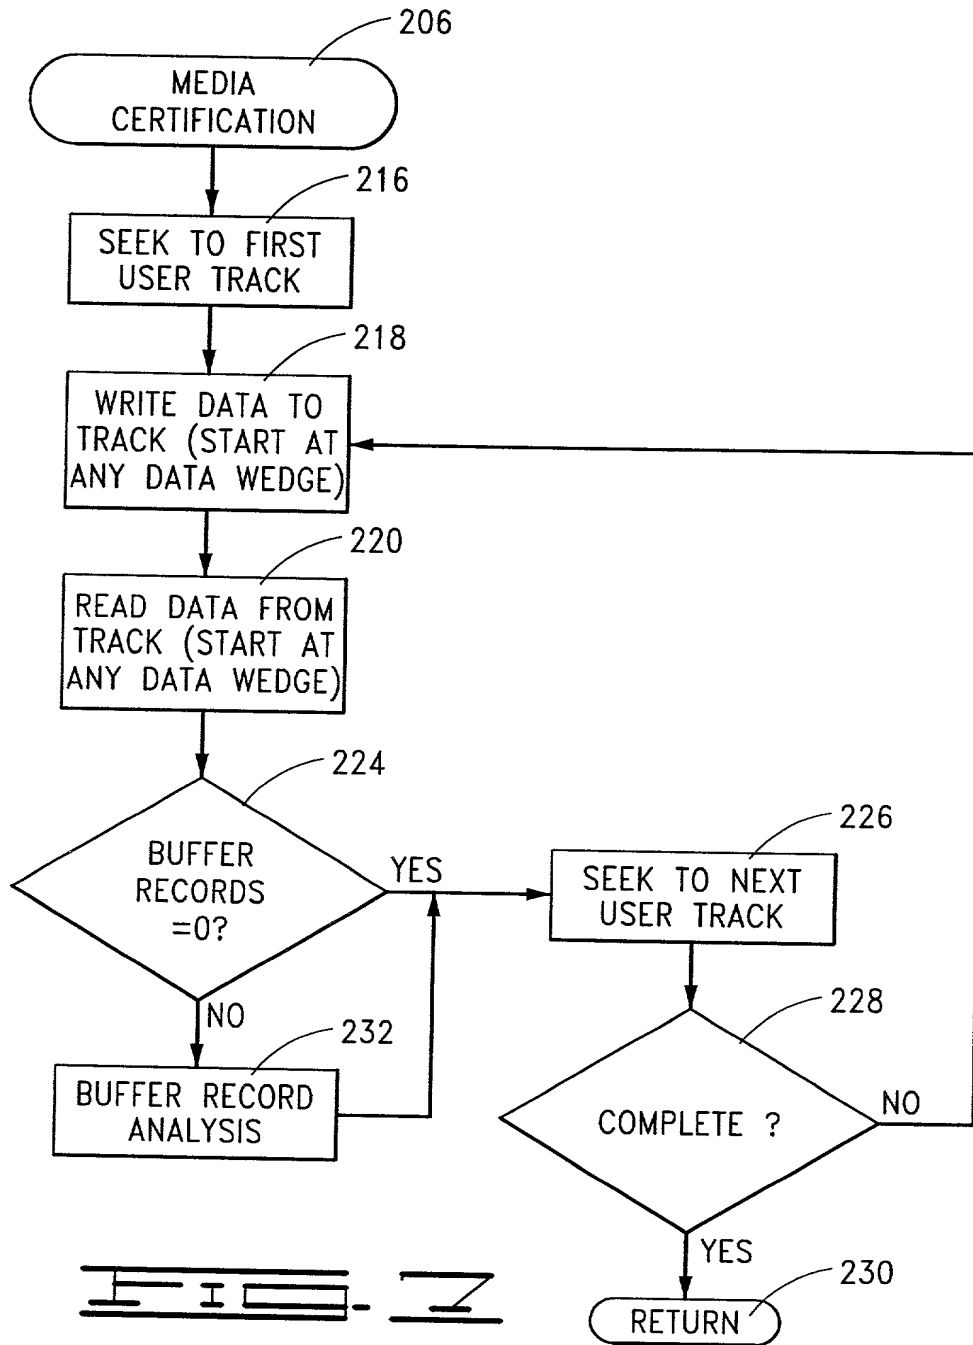 206
MEDIA
CERTIFICATION
216
SEEK TO FIRST
USER TRACK
218
WRITE DATA TO
TRACK (START AT
ANY DATA WEDGE)
220
READ DATA FROM
TRACK (START AT
ANY DATA WEDGE)
224
BUFFER
RECORDS
=0?
YES
NO
232
BUFFER RECORD
ANALYSIS
226
SEEK TO NEXT
USER TRACK
228
COMPLETE ?
NO
YES
230
RETURN
FIG. 7